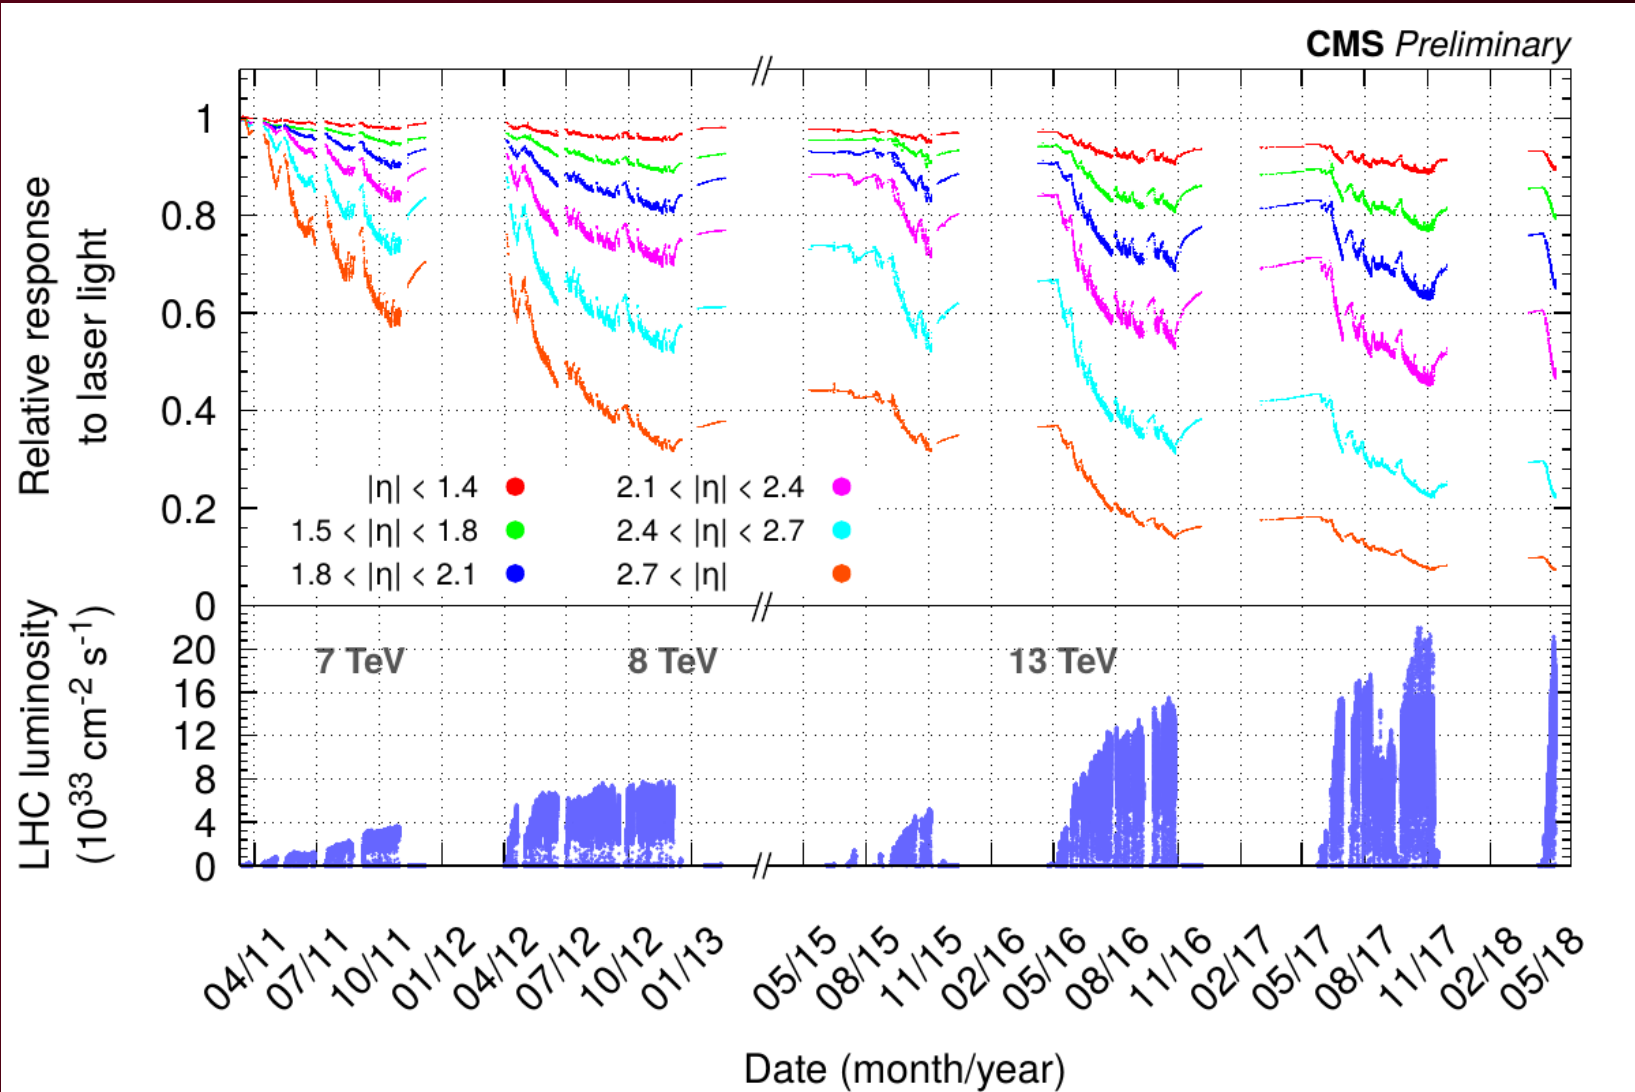 CMS Preliminary
Relative response
to laser light
1
0.8
0.6
0.4
0.2
0
|η| < 1.4
1.5 < |η| < 1.8
1.8 < |η| < 2.1
2.1 < |η| < 2.4
2.4 < |η| < 2.7
2.7 < |η|
LHC luminosity
(10³³ cm⁻² s⁻¹)
20
16
12
8
4
0
7 TeV
8 TeV
13 TeV
04/11
07/11
10/11
01/12
04/12
07/12
10/12
01/13
05/15
08/15
11/15
02/16
05/16
08/16
11/16
02/17
05/17
08/17
11/17
02/18
05/18
Date (month/year)